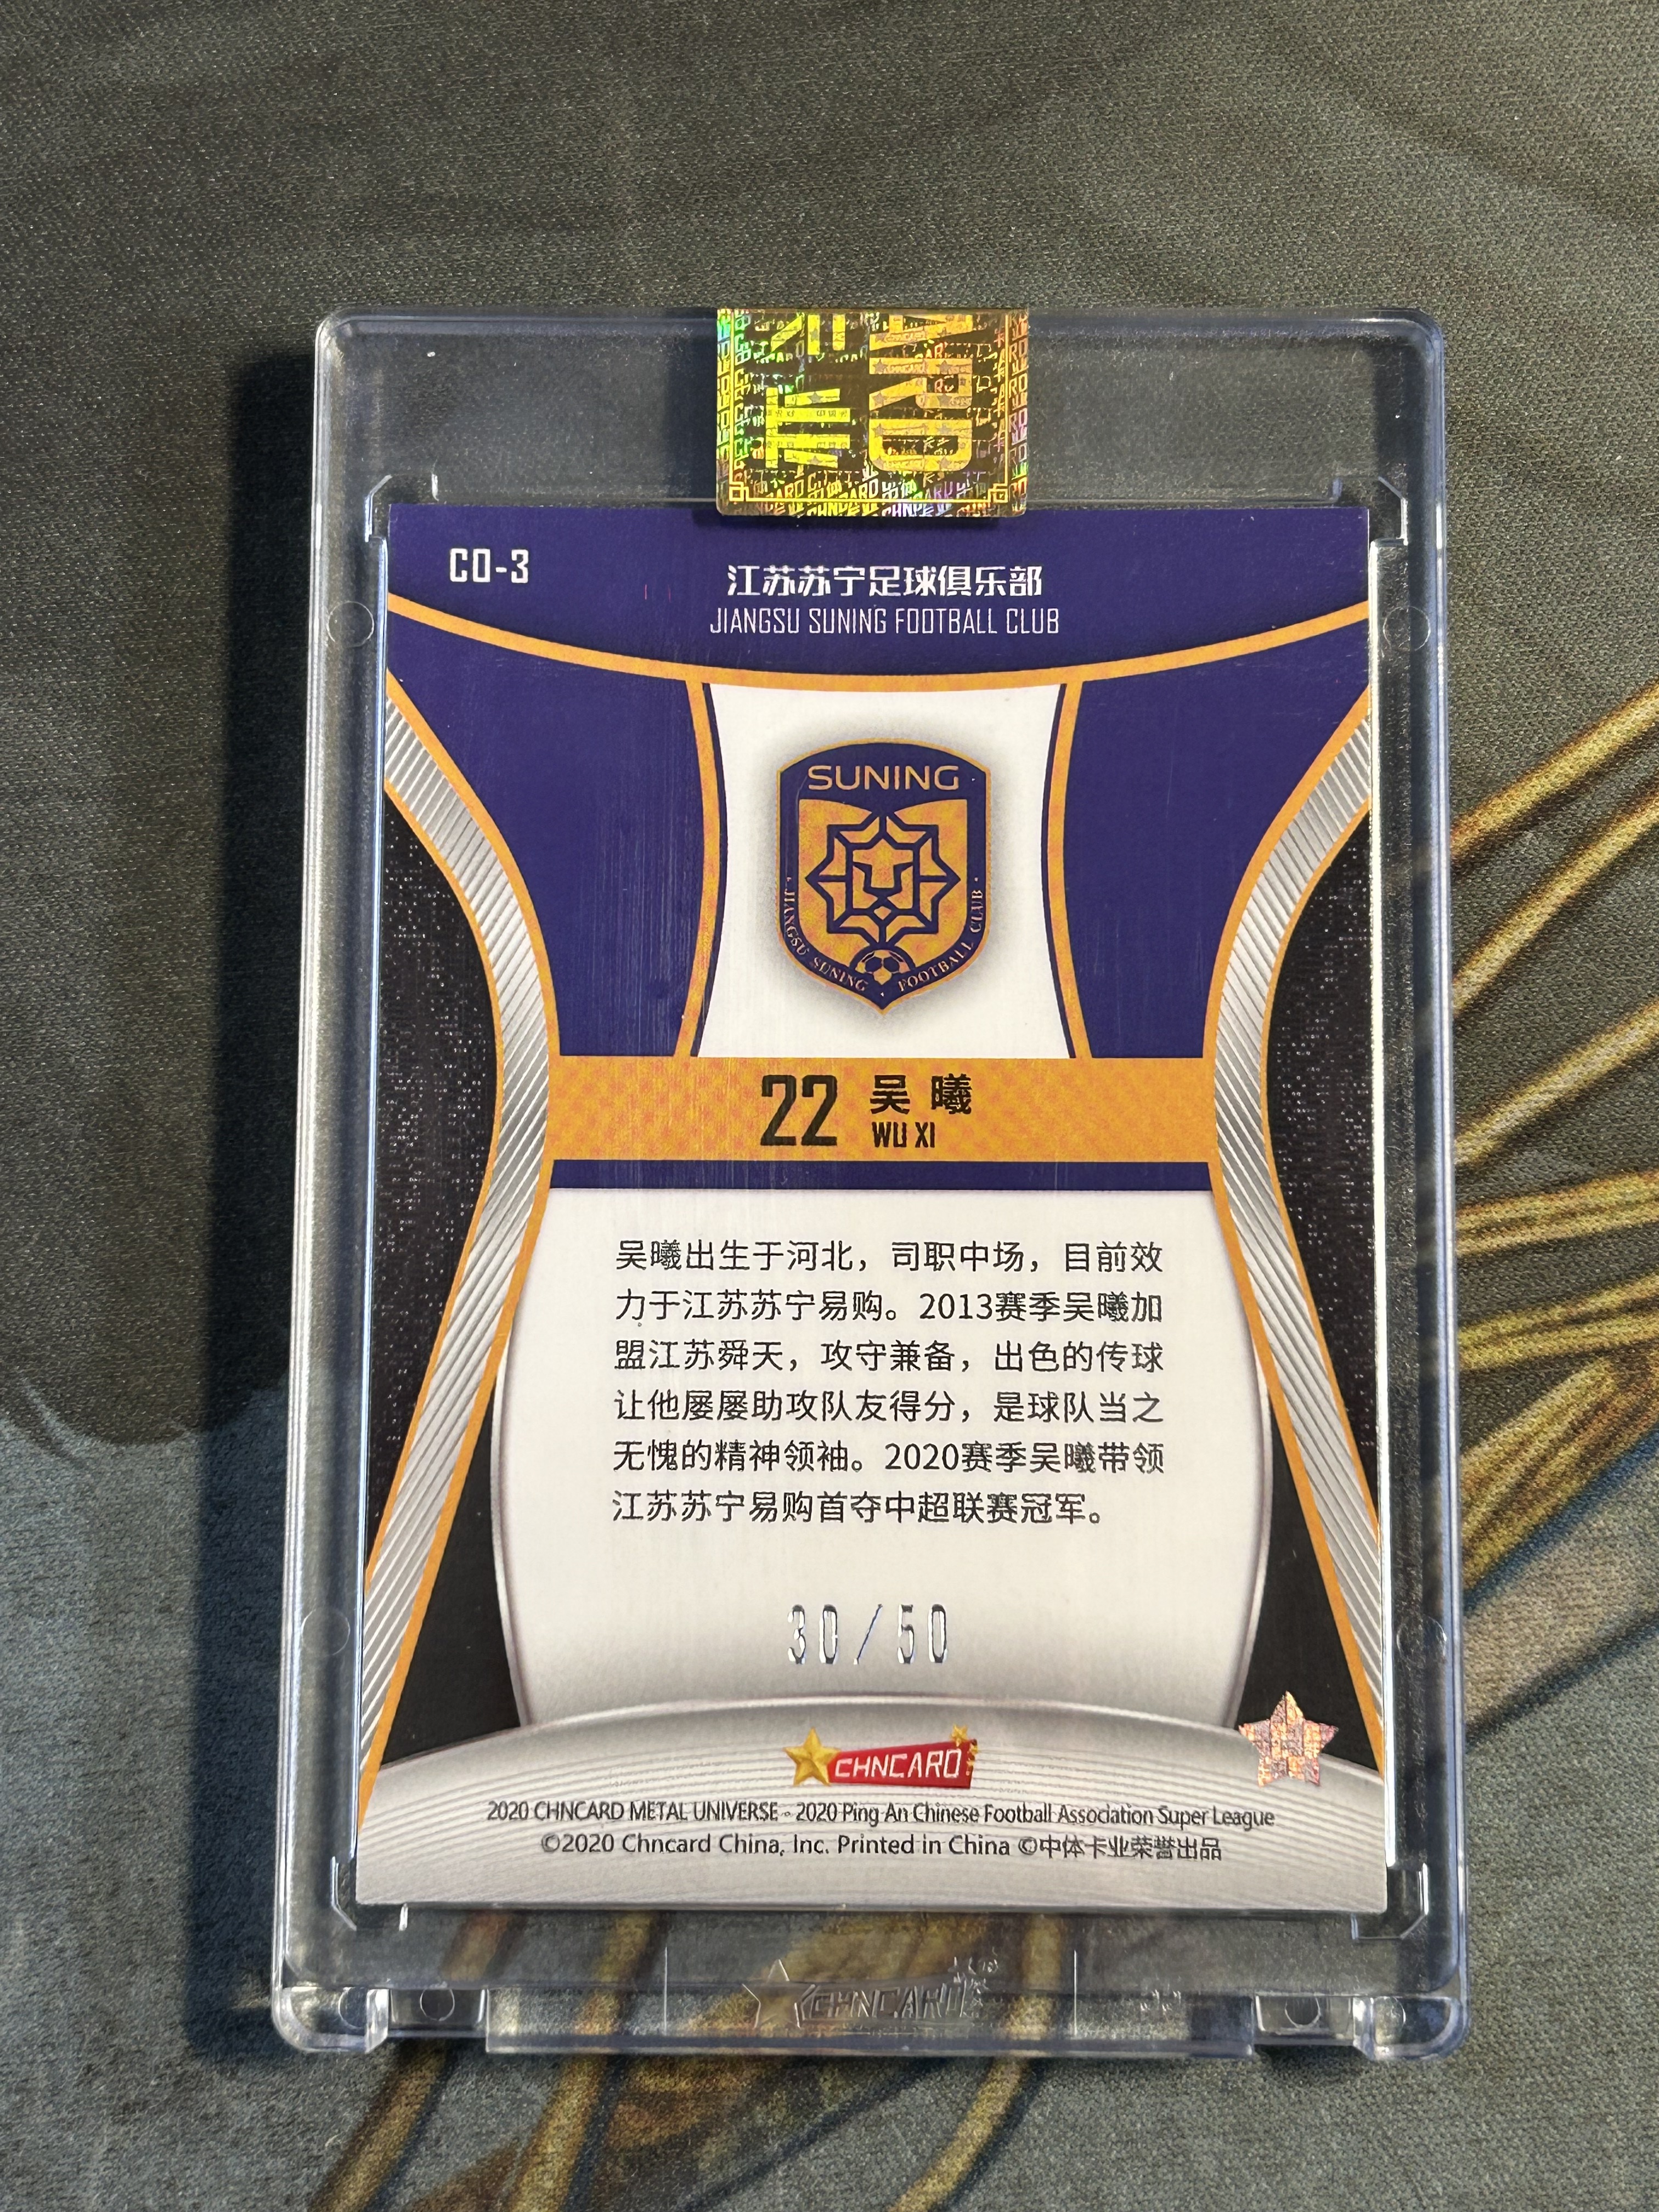 CO-3
江苏苏宁足球俱乐部
JIANGSU SUNING FOOTBALL CLUB
SUNING
· JIANGSU SUNING · FOOTBALL CLUB ·
22 吴曦
WU XI
吴曦出生于河北，司职中场，目前效
力于江苏苏宁易购。2013赛季吴曦加
盟江苏舜天，攻守兼备，出色的传球
让他屡屡助攻队友得分，是球队当之
无愧的精神领袖。2020赛季吴曦带领
江苏苏宁易购首夺中超联赛冠军。
30/50
CHNCARD
2020 CHNCARD METAL UNIVERSE - 2020 Ping An Chinese Football Association Super League
©2020 Chncard China, Inc. Printed in China ©中体卡业荣誉出品
CHNCARD